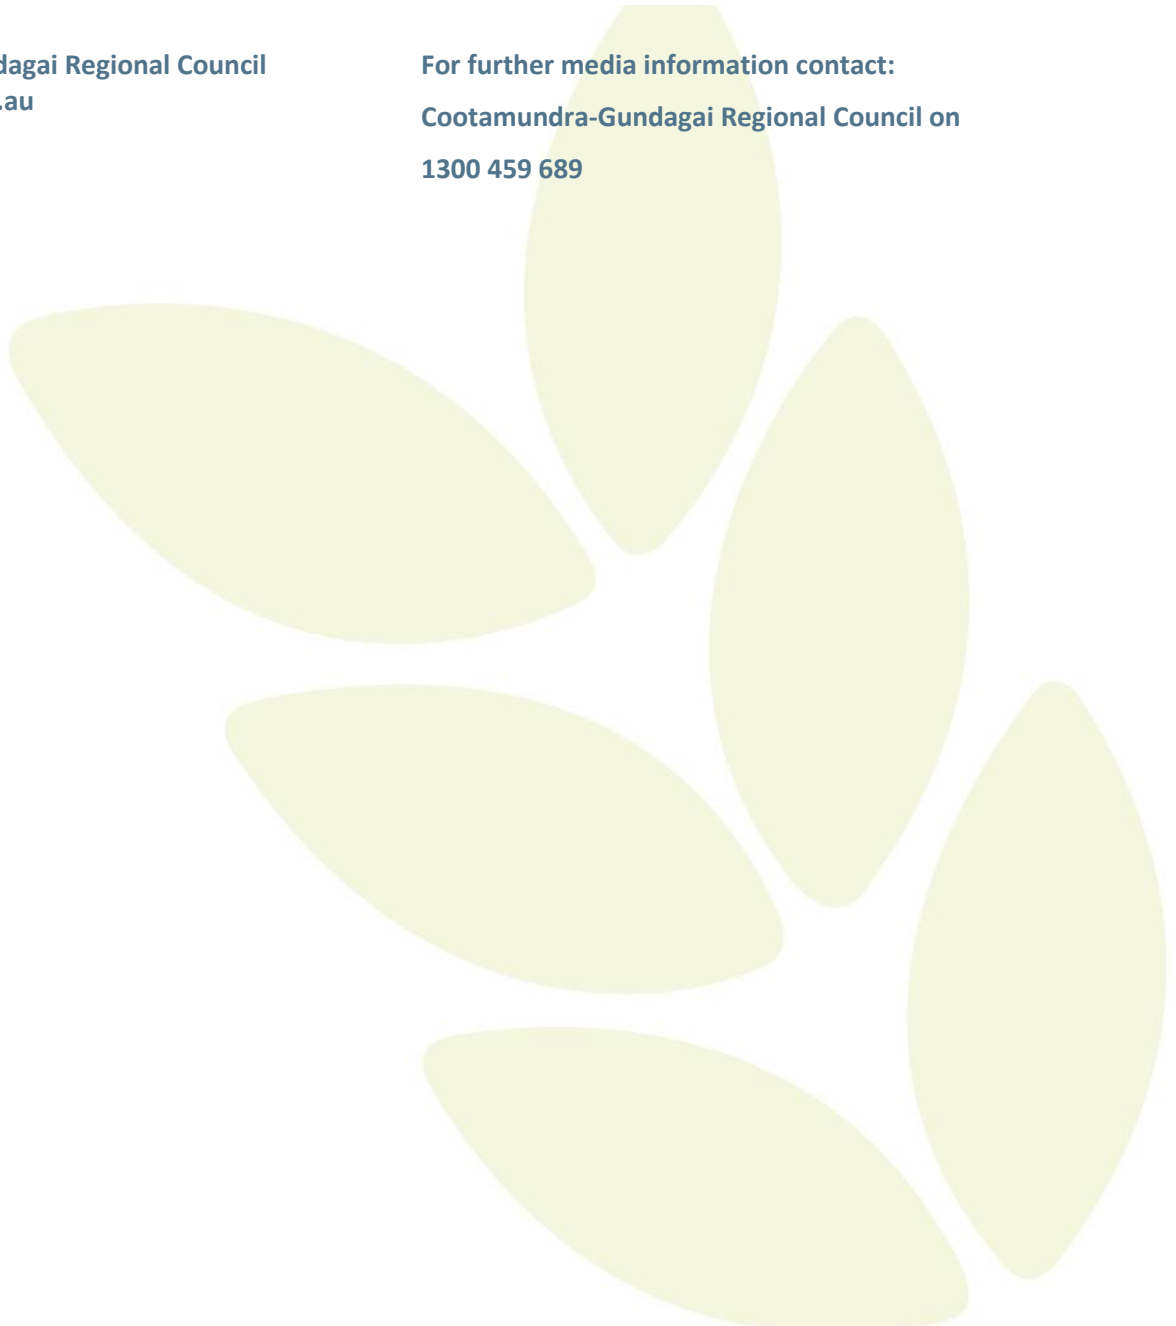 dagai Regional Council
.au
For further media information contact:
Cootamundra-Gundagai Regional Council on
1300 459 689